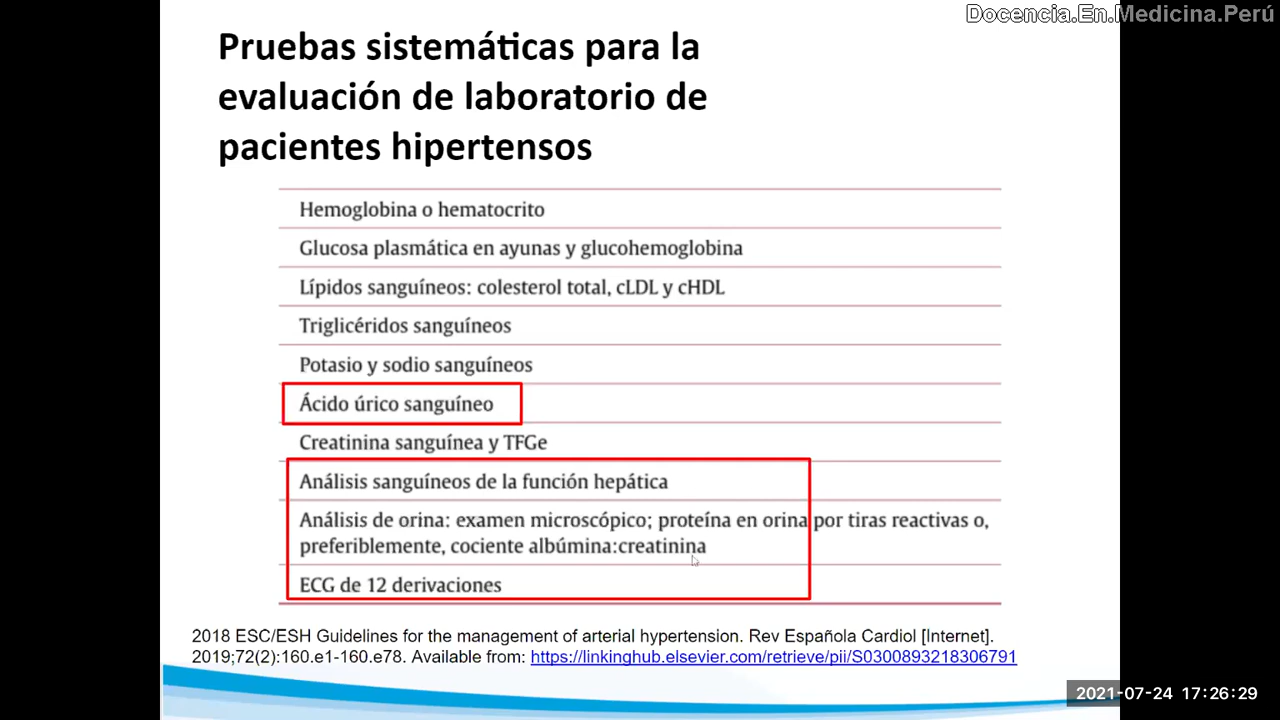 Docencia.En.Medicina.Perú
Pruebas sistemáticas para la
evaluación de laboratorio de
pacientes hipertensos
Hemoglobina o hematocrito
Glucosa plasmática en ayunas y glucohemoglobina
Lípidos sanguíneos: colesterol total, cLDL y cHDL
Triglicéridos sanguíneos
Potasio y sodio sanguíneos
Ácido úrico sanguíneo
Creatinina sanguínea y TFGe
Análisis sanguíneos de la función hepática
Análisis de orina: examen microscópico; proteína en orina por tiras reactivas o,
preferiblemente, cociente albúmina:creatinina
ECG de 12 derivaciones
2018 ESC/ESH Guidelines for the management of arterial hypertension. Rev Española Cardiol [Internet].
2019;72(2):160.e1-160.e78. Available from: https://linkinghub.elsevier.com/retrieve/pii/S0300893218306791
2021-07-24 17:26:29